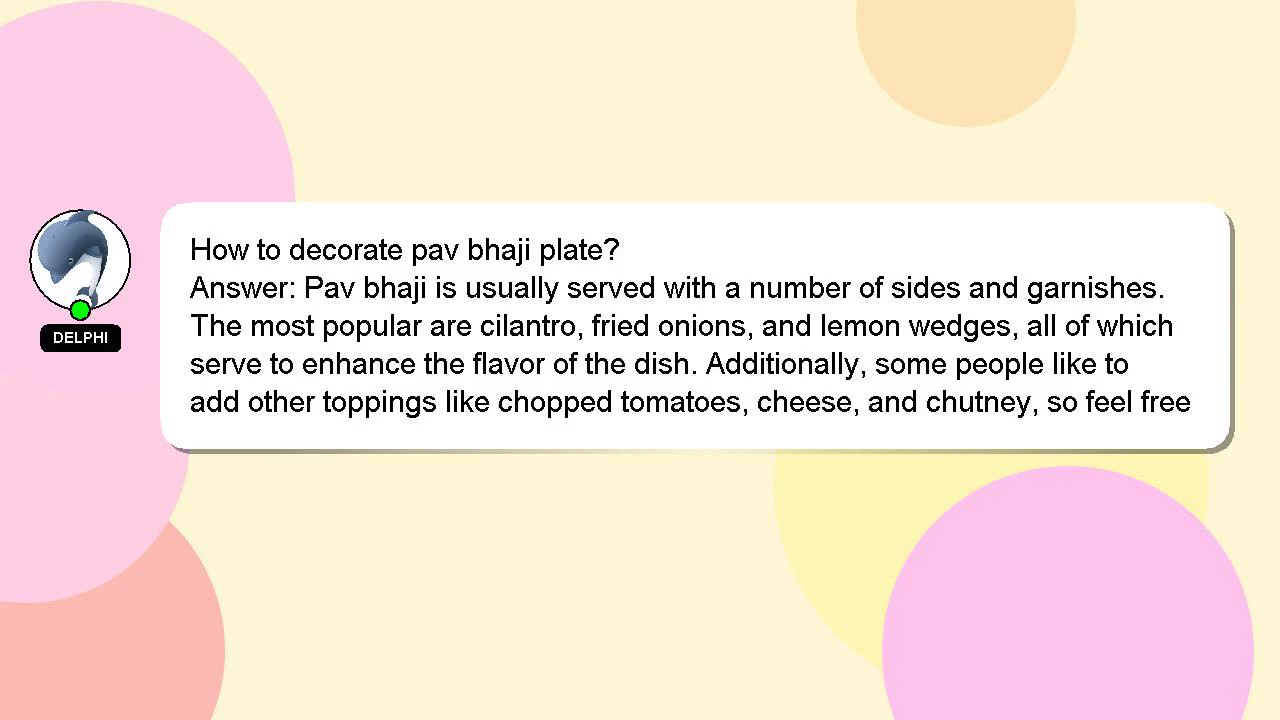 How to decorate pav bhaji plate?
Answer: Pav bhaji is usually served with a number of sides and garnishes.
The most popular are cilantro, fried onions, and lemon wedges, all of which
serve to enhance the flavor of the dish. Additionally, some people like to
add other toppings like chopped tomatoes, cheese, and chutney, so feel free
DELPHI